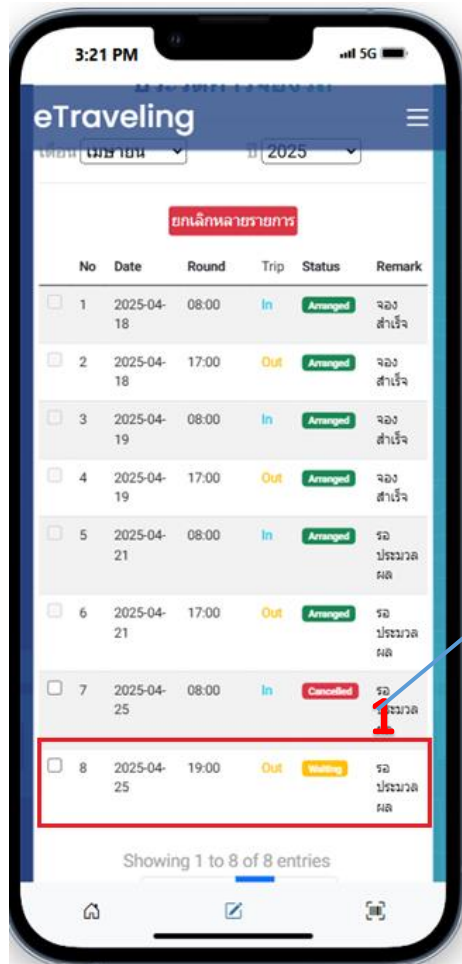 3:21 PM 5G
eTraveling
เดือน เมษายน ปี 2025
ยกเลิกหลายรายการ
No Date Round Trip Status Remark
1 2025-04- 08:00 In Arranged จอง
18 สำเร็จ
2 2025-04- 17:00 Out Arranged จอง
18 สำเร็จ
3 2025-04- 08:00 In Arranged จอง
19 สำเร็จ
4 2025-04- 17:00 Out Arranged จอง
19 สำเร็จ
5 2025-04- 08:00 In Arranged รอ
21 ประมวล
ผล
6 2025-04- 17:00 Out Arranged รอ
21 ประมวล
ผล
7 2025-04- 08:00 In Cancelled รอ
25 ประมวล
1
8 2025-04- 19:00 Out Waiting รอ
25 ประมวล
ผล
Showing 1 to 8 of 8 entries